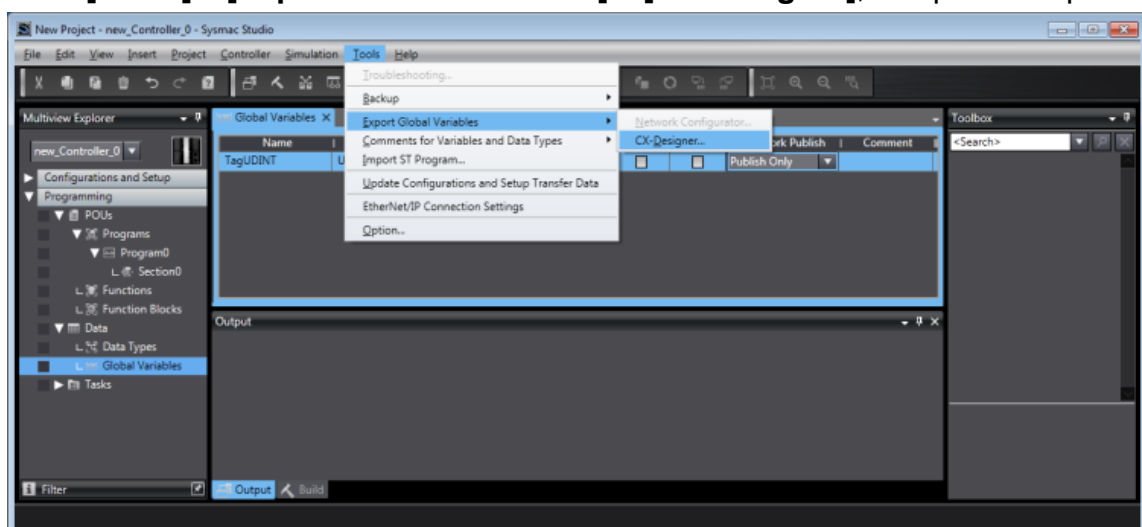 New Project - new_Controller_0 - Sysmac Studio
File Edit View Insert Project Controller Simulation Tools Help
Troubleshooting...
Backup
Multiview Explorer
Global Variables
Export Global Variables
Network Configurator...
Toolbox
new_Controller_0
Name
Comments for Variables and Data Types
CX-Designer...
rk Publish
Comment
<Search>
TagUDINT
U
Import ST Program...
Publish Only
Configurations and Setup
Update Configurations and Setup Transfer Data
Programming
EtherNet/IP Connection Settings
POUs
Option...
Programs
Program0
Section0
Functions
Function Blocks
Output
Data
Data Types
Global Variables
Tasks
Filter
Output Build